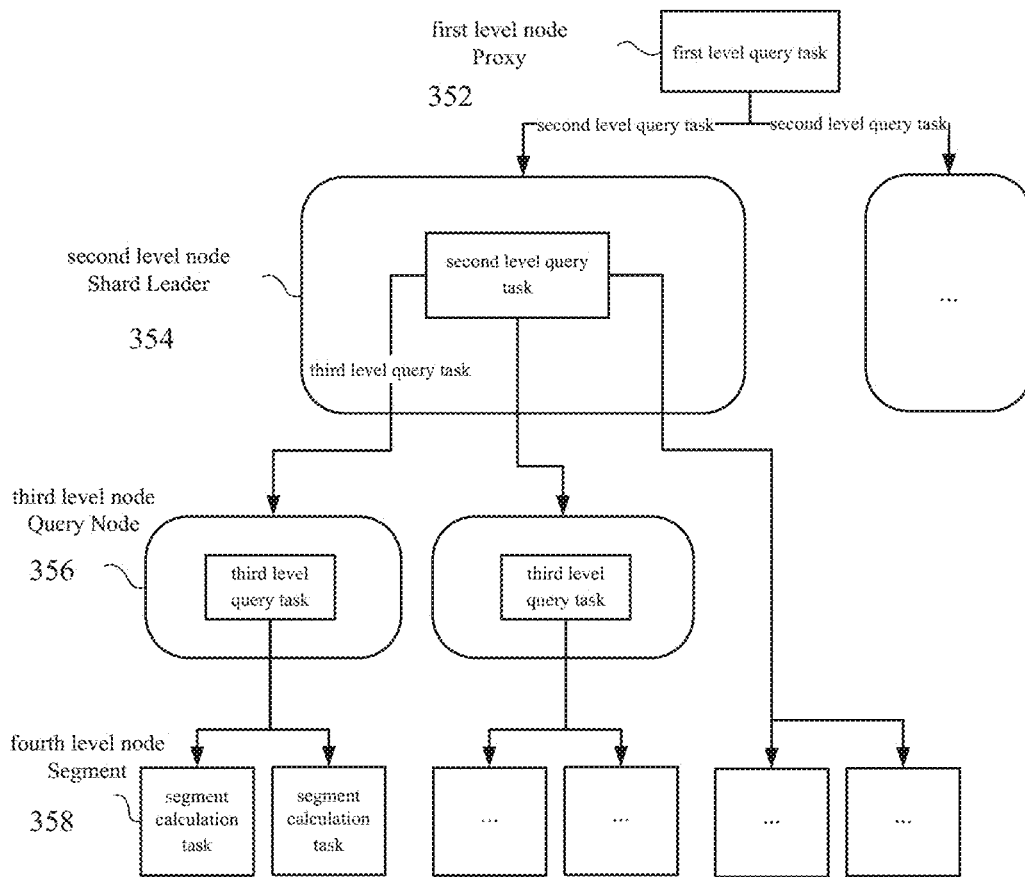 first level node
Proxy
352
first level query task
second level query task
second level query task
second level node
Shard Leader
354
second level query
task
...
third level query task
third level node
Query Node
356
third level
query task
third level
query task
fourth level node
Segment
358
segment
calculation
task
segment
calculation
task
...
...
...
...